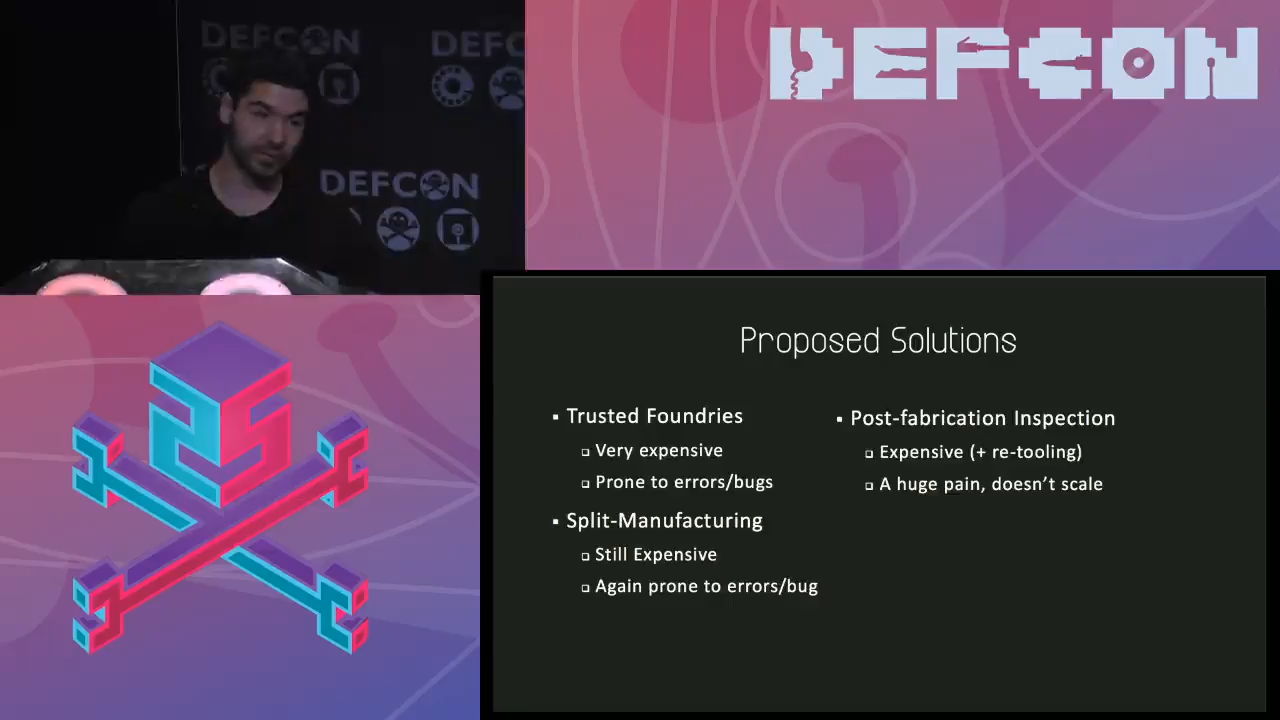 DEFCON
DEFC
DEFCON
DEFCON
Proposed Solutions
▪ Trusted Foundries
❑ Very expensive
❑ Prone to errors/bugs
▪ Split-Manufacturing
❑ Still Expensive
❑ Again prone to errors/bug
▪ Post-fabrication Inspection
❑ Expensive (+ re-tooling)
❑ A huge pain, doesn’t scale